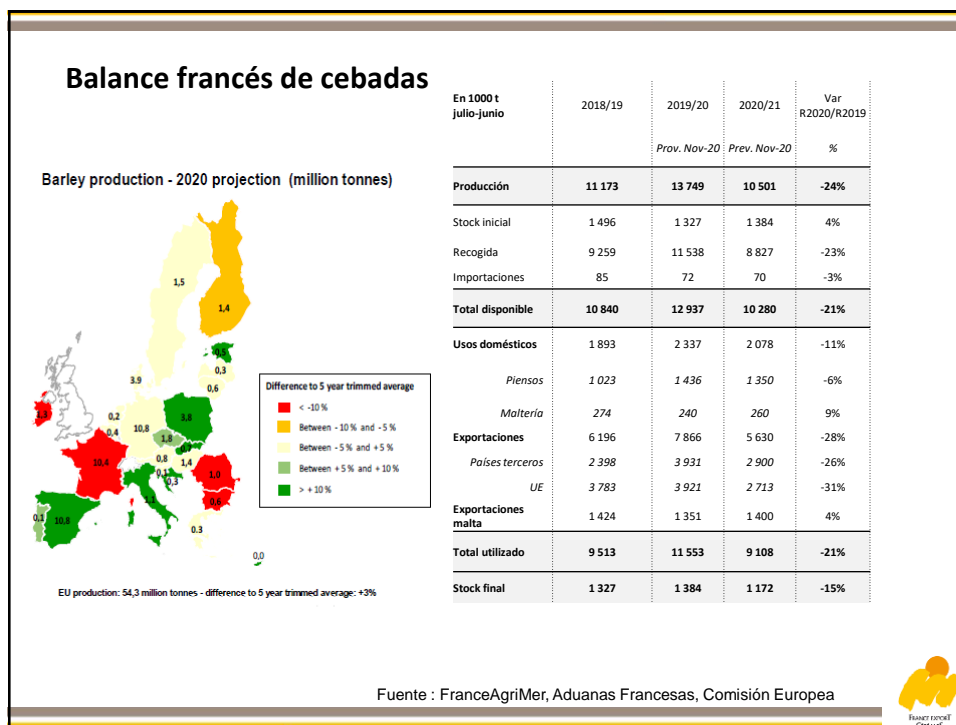 Balance francés de cebadas
Barley production - 2020 projection (million tonnes)
1,5
1,4
0,5
0,3
0,6
3.9
1,3
0,2
0,4
10,8
3,8
1,8
0,7
10,4
0,8
1,4
0,1
0,3
1,0
0,6
1,1
0,1
10,8
0.3
0,0
Difference to 5 year trimmed average
< -10 %
Between - 10 % and - 5 %
Between - 5 % and + 5 %
Between + 5 % and + 10 %
> + 10 %
EU production: 54,3 million tonnes - difference to 5 year trimmed average: +3%
En 1000 t julio-junio 2018/19 2019/20 2020/21 Var R2020/R2019
Prov. Nov-20 Prev. Nov-20 %
Producción 11 173 13 749 10 501 -24%
Stock inicial 1 496 1 327 1 384 4%
Recogida 9 259 11 538 8 827 -23%
Importaciones 85 72 70 -3%
Total disponible 10 840 12 937 10 280 -21%
Usos domésticos 1 893 2 337 2 078 -11%
Piensos 1 023 1 436 1 350 -6%
Maltería 274 240 260 9%
Exportaciones 6 196 7 866 5 630 -28%
Países terceros 2 398 3 931 2 900 -26%
UE 3 783 3 921 2 713 -31%
Exportaciones malta 1 424 1 351 1 400 4%
Total utilizado 9 513 11 553 9 108 -21%
Stock final 1 327 1 384 1 172 -15%
Fuente : FranceAgriMer, Aduanas Francesas, Comisión Europea
FRANCE EXPORT
CÉRÉALES